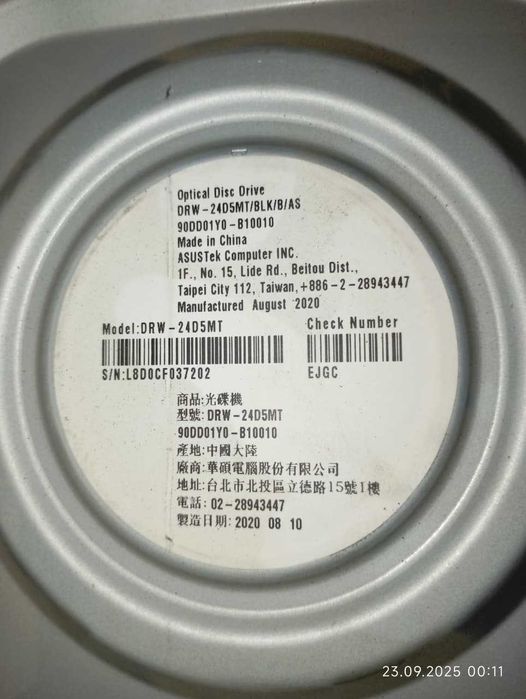 Optical Disc Drive
DRW-24D5MT/BLK/B/AS
90DD01Y0-B10010
Made in China
ASUSTek Computer INC.
1F., No. 15, Lide Rd., Beitou Dist.,
Taipei City 112, Taiwan,+886-2-28943447
Manufactured August 2020
Model:DRW-24D5MT Check Number
S/N:L8D0CF037202 EJGC
商品:光碟機
型號:DRW-24D5MT
90DD01Y0-B10010
產地:中國大陸
廠商:華碩電腦股份有限公司
地址:台北市北投區立德路15號1樓
電話:02-28943447
製造日期:2020 08 10
23.09.2025 00:11